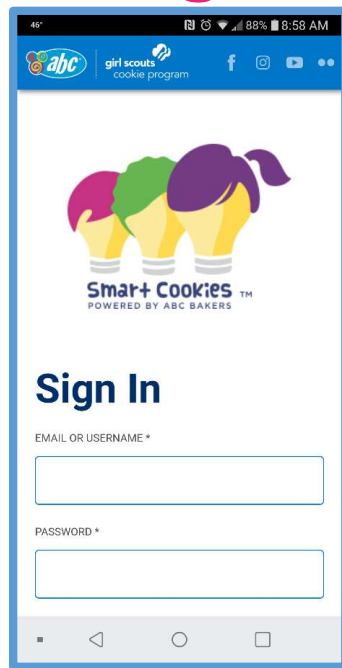 46°
88% 8:58 AM
abc
girl scouts
cookie program
Smart Cookies TM
POWERED BY ABC BAKERS
Sign In
EMAIL OR USERNAME *
PASSWORD *